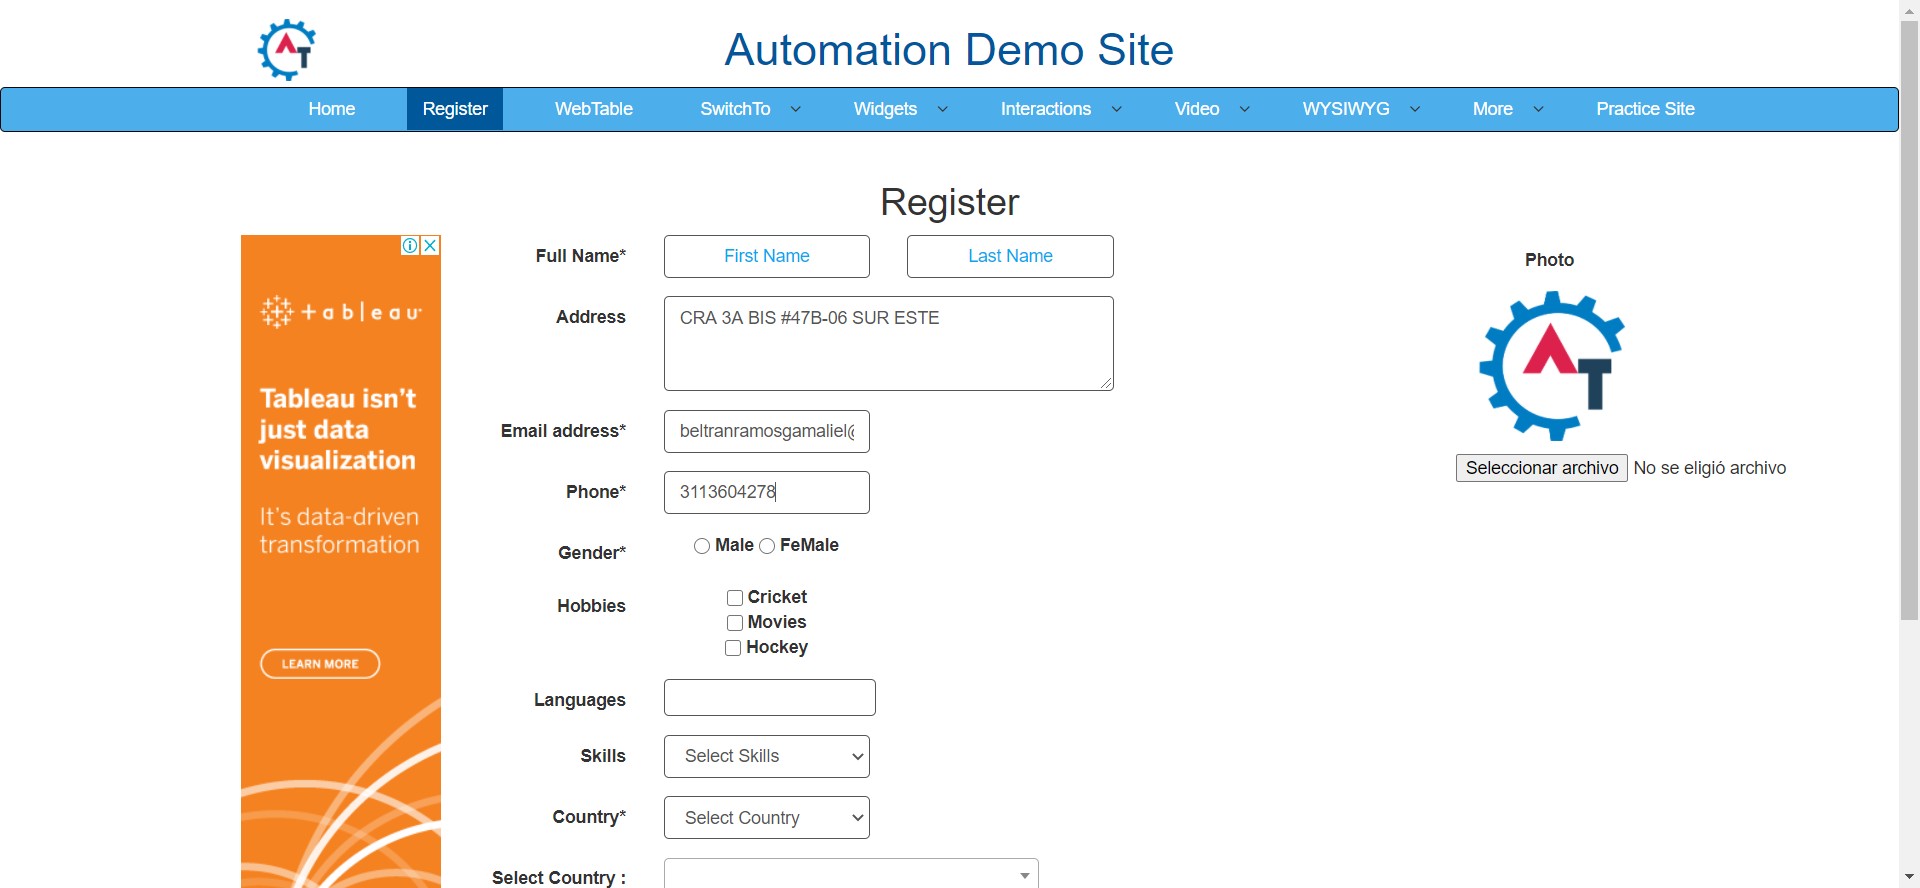 AT
Automation Demo Site
Home Register WebTable SwitchTo Widgets Interactions Video WYSIWYG More Practice Site
Register
+ableau
Tableau isn't
just data
visualization
It's data-driven
transformation
LEARN MORE
Full Name* First Name Last Name
Address CRA 3A BIS #47B-06 SUR ESTE
Email address* beltranramosgamaliel@
Phone* 3113604278
Gender* Male FeMale
Hobbies Cricket
Movies
Hockey
Languages
Skills Select Skills
Country* Select Country
Select Country :
Photo
AT
Seleccionar archivo No se eligió archivo